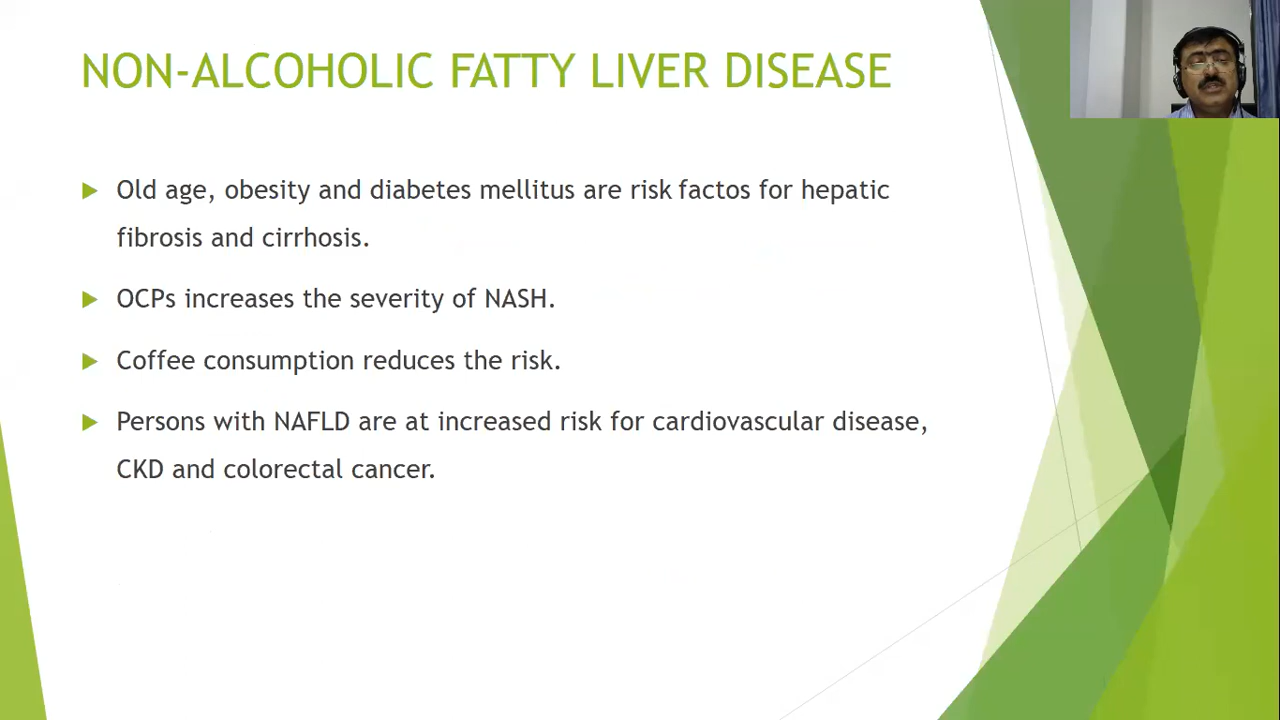 NON-ALCOHOLIC FATTY LIVER DISEASE
Old age, obesity and diabetes mellitus are risk factos for hepatic
fibrosis and cirrhosis.
OCPs increases the severity of NASH.
Coffee consumption reduces the risk.
Persons with NAFLD are at increased risk for cardiovascular disease,
CKD and colorectal cancer.